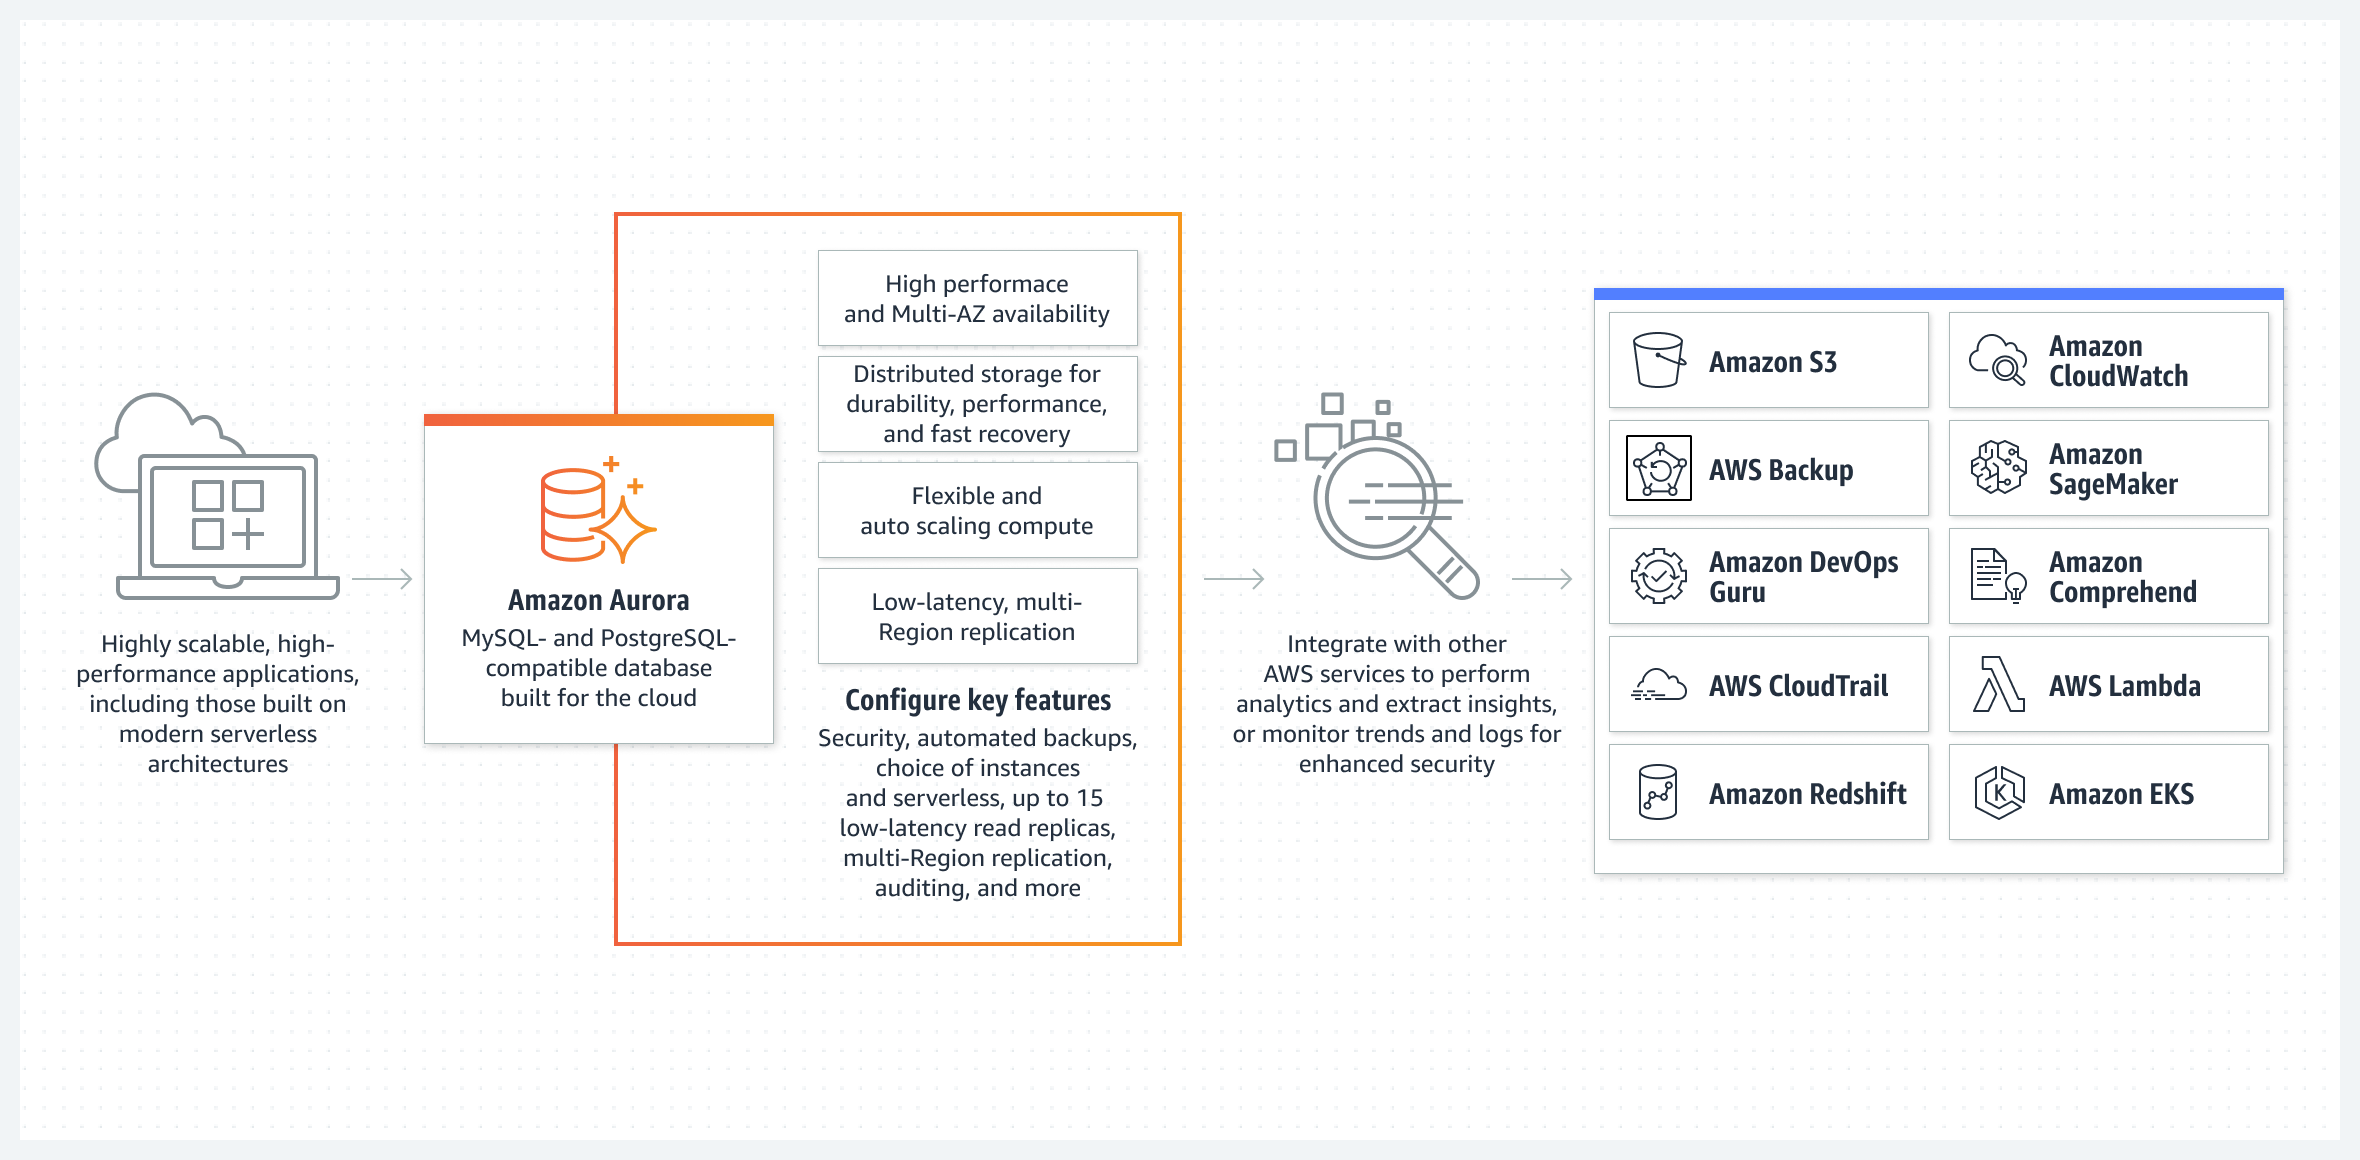 Highly scalable, high-
performance applications,
including those built on
modern serverless
architectures
Amazon Aurora
MySQL- and PostgreSQL-
compatible database
built for the cloud
High performace
and Multi-AZ availability
Distributed storage for
durability, performance,
and fast recovery
Flexible and
auto scaling compute
Low-latency, multi-
Region replication
Configure key features
Security, automated backups,
choice of instances
and serverless, up to 15
low-latency read replicas,
multi-Region replication,
auditing, and more
Integrate with other
AWS services to perform
analytics and extract insights,
or monitor trends and logs for
enhanced security
Amazon S3
Amazon
CloudWatch
AWS Backup
Amazon
SageMaker
Amazon DevOps
Guru
Amazon
Comprehend
AWS CloudTrail
AWS Lambda
Amazon Redshift
K
Amazon EKS